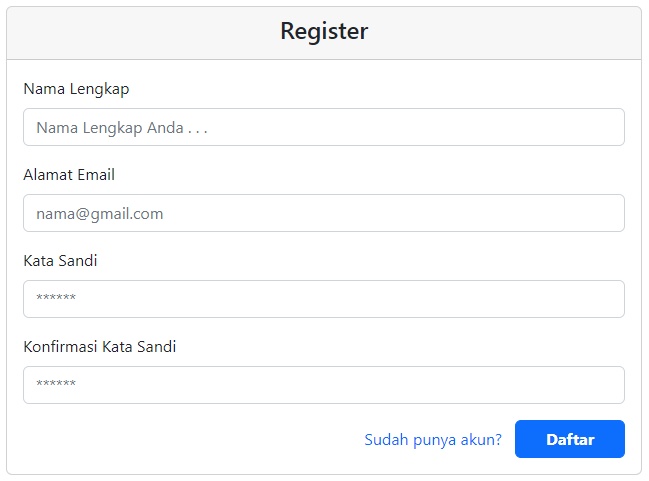 Register
Nama Lengkap
Nama Lengkap Anda . . .
Alamat Email
nama@gmail.com
Kata Sandi
******
Konfirmasi Kata Sandi
******
Sudah punya akun? Daftar